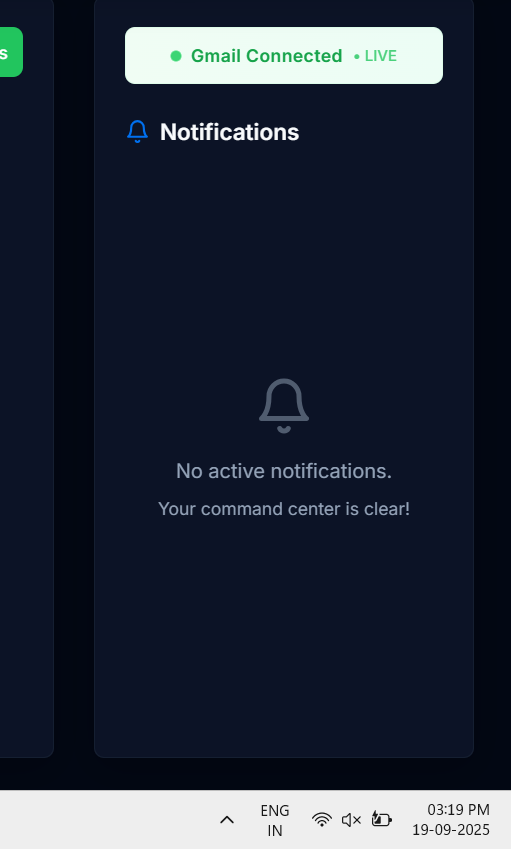 s
Gmail Connected • LIVE
Notifications
No active notifications.
Your command center is clear!
ENG
IN
03:19 PM
19-09-2025